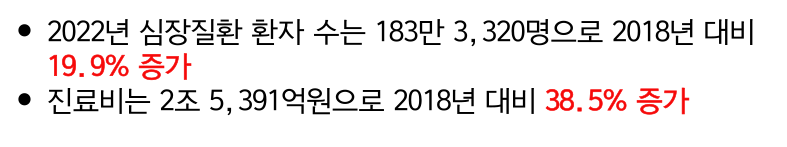 • 2022년 심장질환 환자 수는 183만 3,320명으로 2018년 대비
19.9% 증가
• 진료비는 2조 5,391억원으로 2018년 대비 38.5% 증가